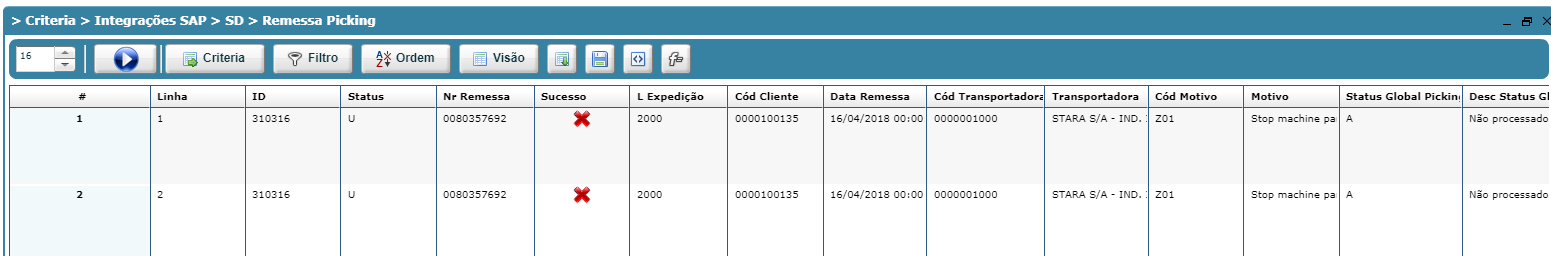 > Criteria > Integrações SAP > SD > Remessa Picking
16 Criteria Filtro Ordem Visão
# Linha ID Status Nr Remessa Sucesso L Expedição Cód Cliente Data Remessa Cód Transportadora Transportadora Cód Motivo Motivo Status Global Picking Desc Status Gl
1 1 310316 U 0080357692 2000 0000100135 16/04/2018 00:00 0000001000 STARA S/A - IND. Z01 Stop machine pa A Não processado
2 2 310316 U 0080357692 2000 0000100135 16/04/2018 00:00 0000001000 STARA S/A - IND. Z01 Stop machine pa A Não processado